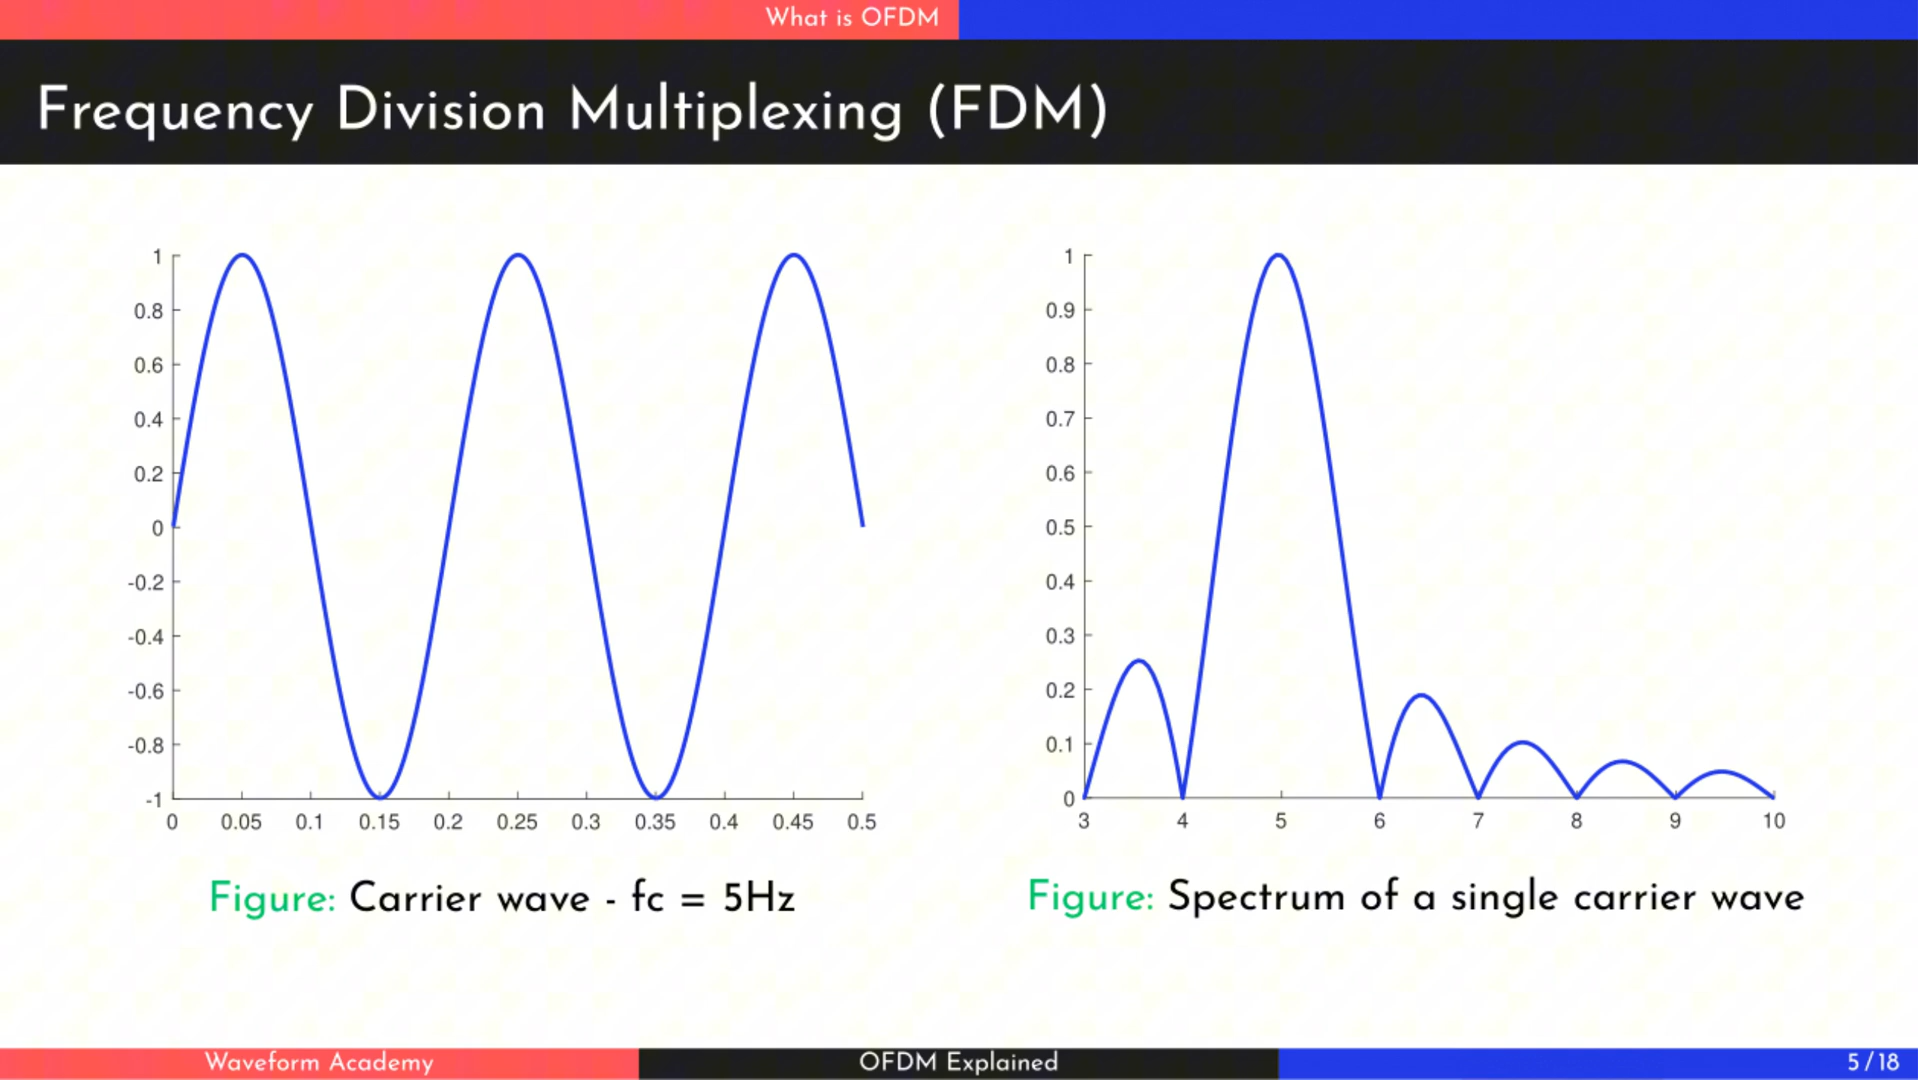 What is OFDM
Frequency Division Multiplexing (FDM)
1
0.8
0.6
0.4
0.2
0
-0.2
-0.4
-0.6
-0.8
-1
0 0.05 0.1 0.15 0.2 0.25 0.3 0.35 0.4 0.45 0.5
Figure: Carrier wave - fc = 5Hz
1
0.9
0.8
0.7
0.6
0.5
0.4
0.3
0.2
0.1
0
3 4 5 6 7 8 9 10
Figure: Spectrum of a single carrier wave
Waveform Academy
OFDM Explained
5 / 18